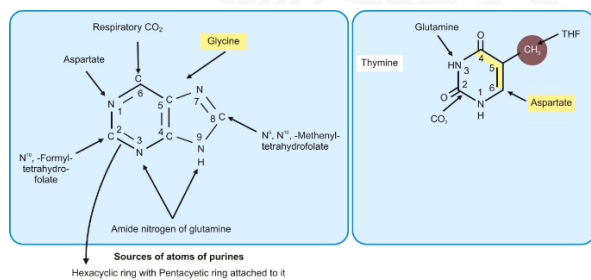 Respiratory CO₂
Glycine
Aspartate
C
6
N
1
5
C
N
7
C
2
3
4
C
8
C
9
N
N
H
N¹⁰, -Formyl-
tetrahydro-
folate
N⁵, N¹⁰, -Methenyl-
tetrahydrofolate
Amide nitrogen of glutamine
Sources of atoms of purines
Hexacyclic ring with Pentacyetic ring attached to it
Glutamine
THF
Thymine
O
CH₃
4
HN
3
5
2
O
1
6
N
H
CO₂
Aspartate